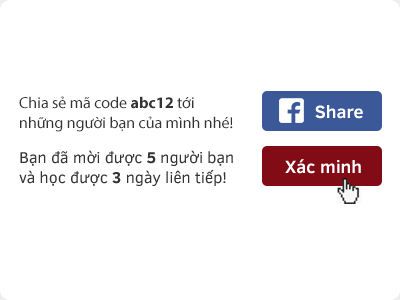 Chia sẻ mã code abc12 tới
những người bạn của mình nhé!
Share
Bạn đã mời được 5 người bạn
và học được 3 ngày liên tiếp!
Xác minh